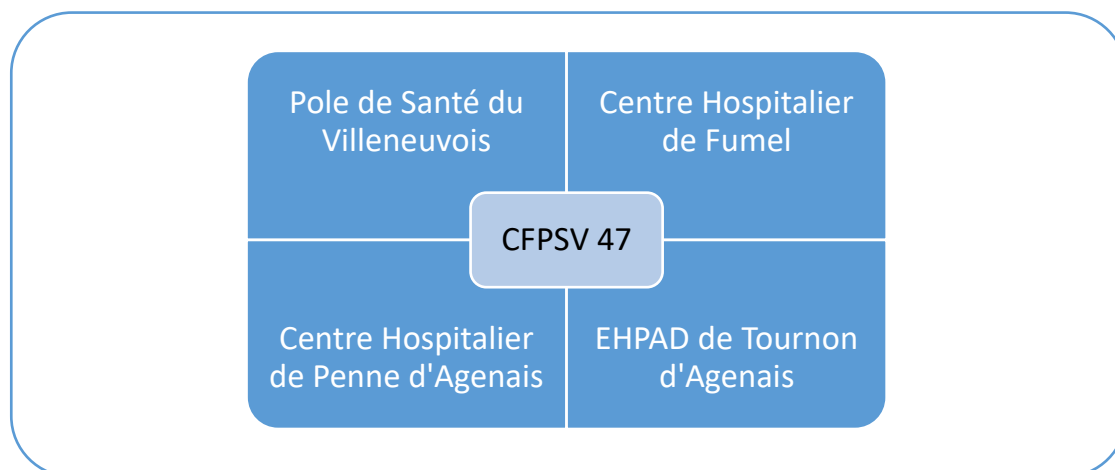 Pole de Santé du
Villeneuvois
Centre Hospitalier
de Fumel
CFPSV 47
Centre Hospitalier
de Penne d'Agenais
EHPAD de Tournon
d'Agenais